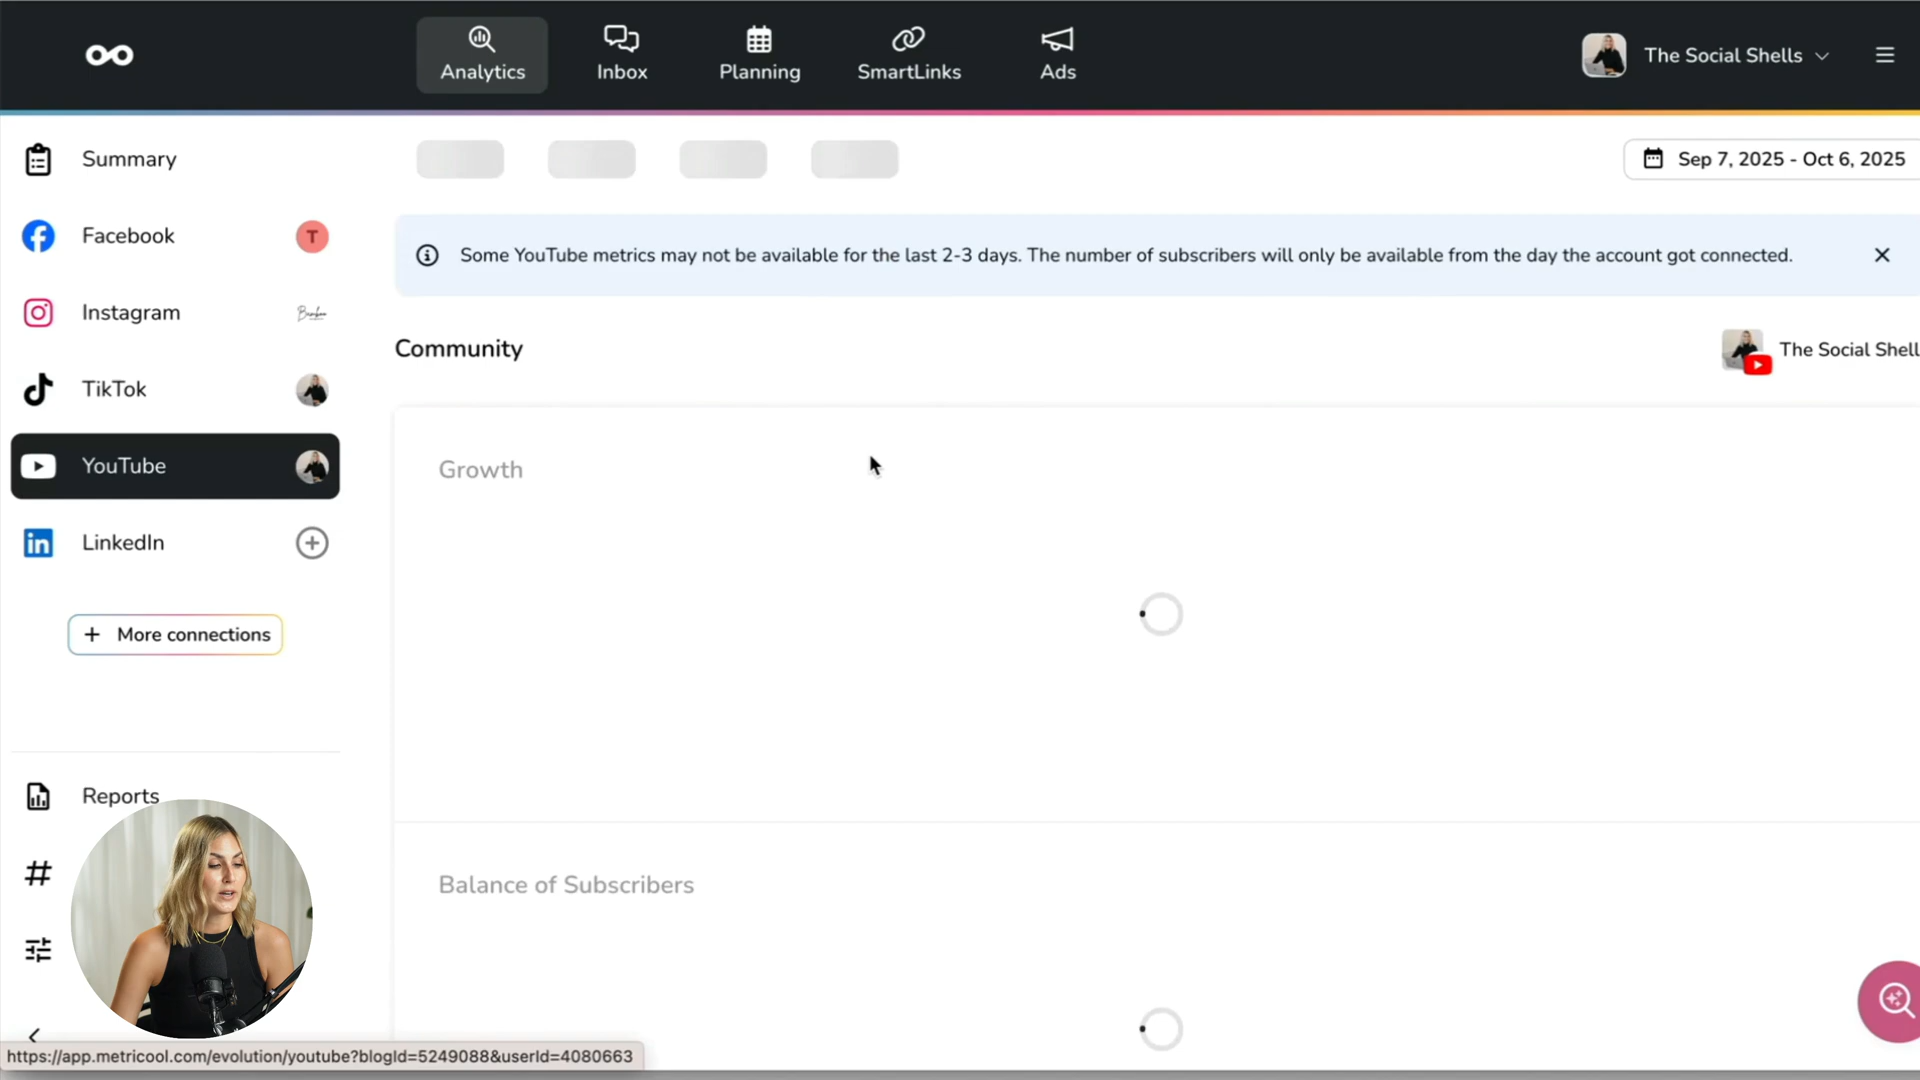 Analytics
Inbox
Planning
SmartLinks
Ads
The Social Shells
Summary
Sep 7, 2025 - Oct 6, 2025
Facebook
T
Some YouTube metrics may not be available for the last 2-3 days. The number of subscribers will only be available from the day the account got connected.
Instagram
Community
The Social Shell
TikTok
YouTube
Growth
LinkedIn
+ More connections
Reports
Balance of Subscribers
https://app.metricool.com/evolution/youtube?blogId=5249088&userId=4080663